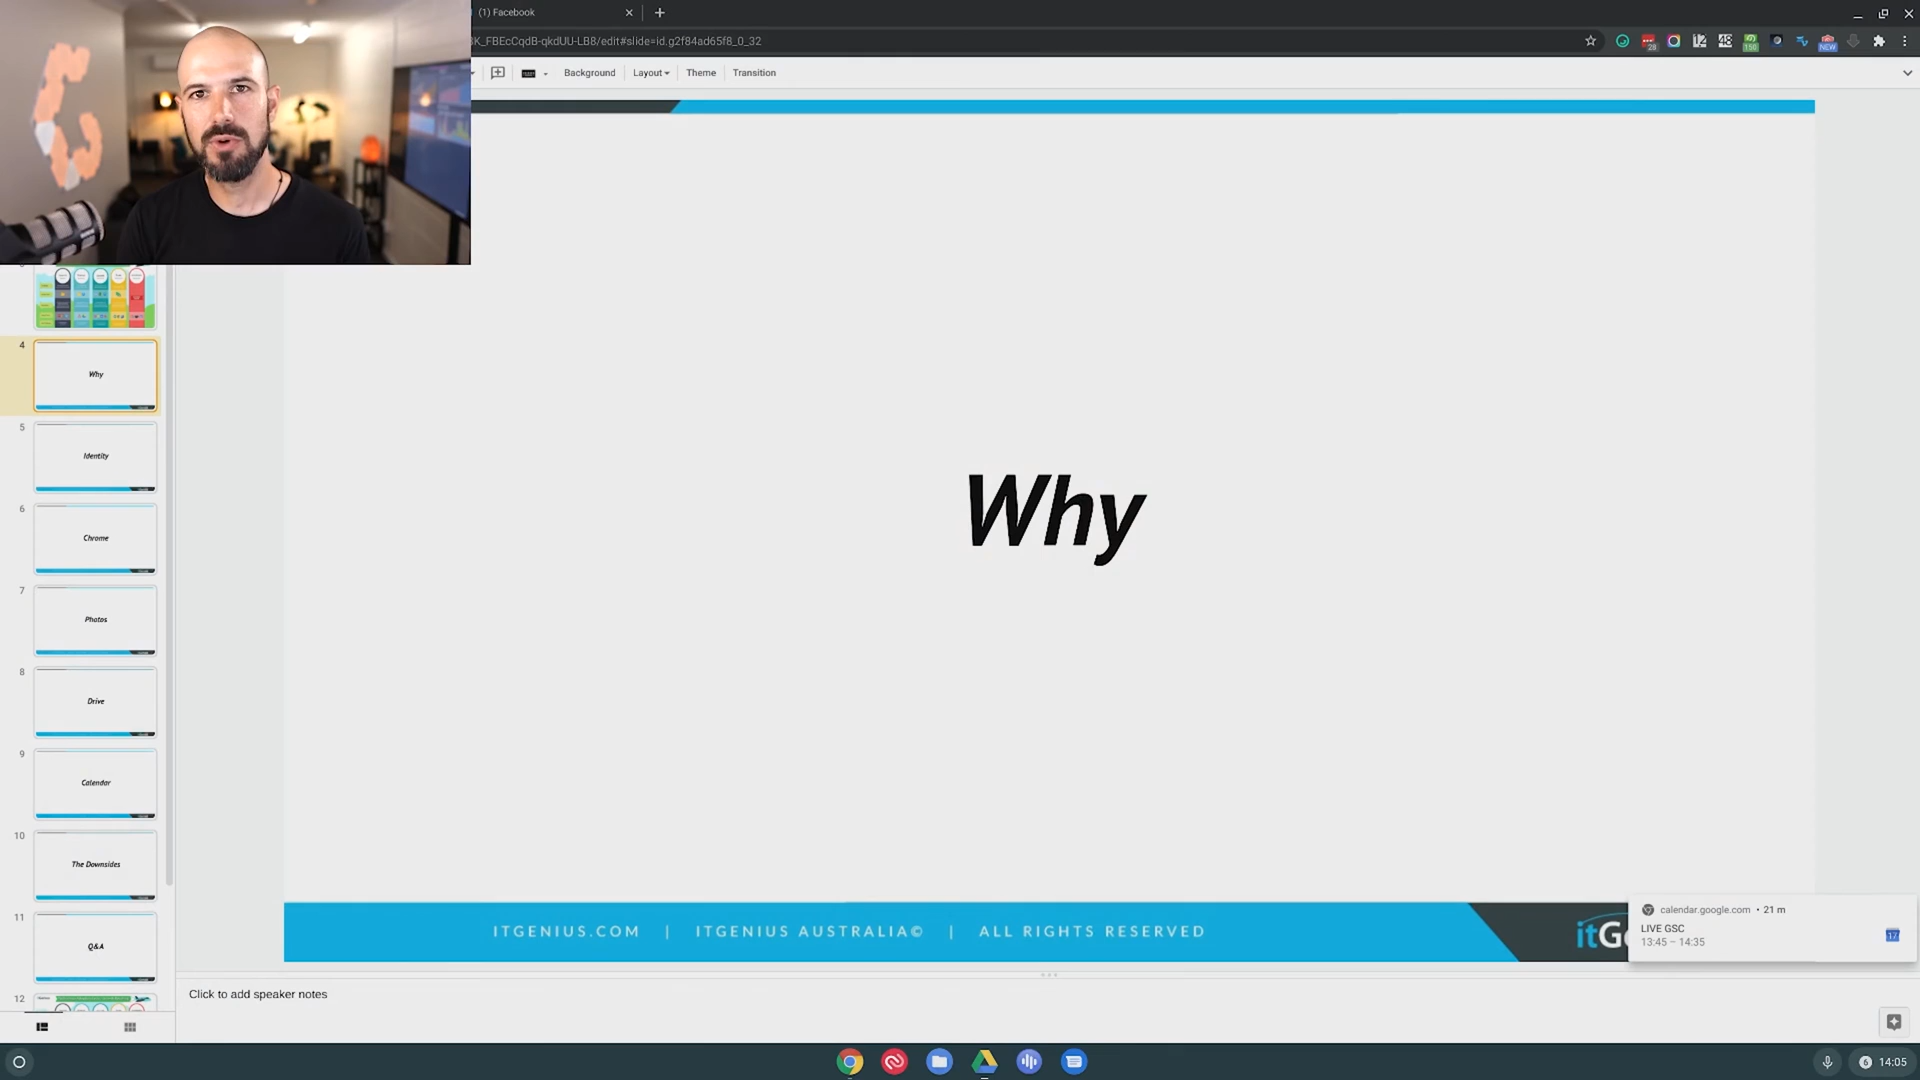 (1) Facebook
K_FBEcCqdB-qkdUU-LB8/edit#slide=id.g2f84ad65f8_0_32
Background
Layout
Theme
Transition
4
Why
5
Identity
6
Chrome
7
Photos
8
Drive
9
Calendar
10
The Downsides
11
Q&A
12
Why
ITGENIUS.COM | ITGENIUS AUSTRALIA© | ALL RIGHTS RESERVED
itG
calendar.google.com • 21 m
LIVE GSC
13:45 – 14:35
Click to add speaker notes
14:05